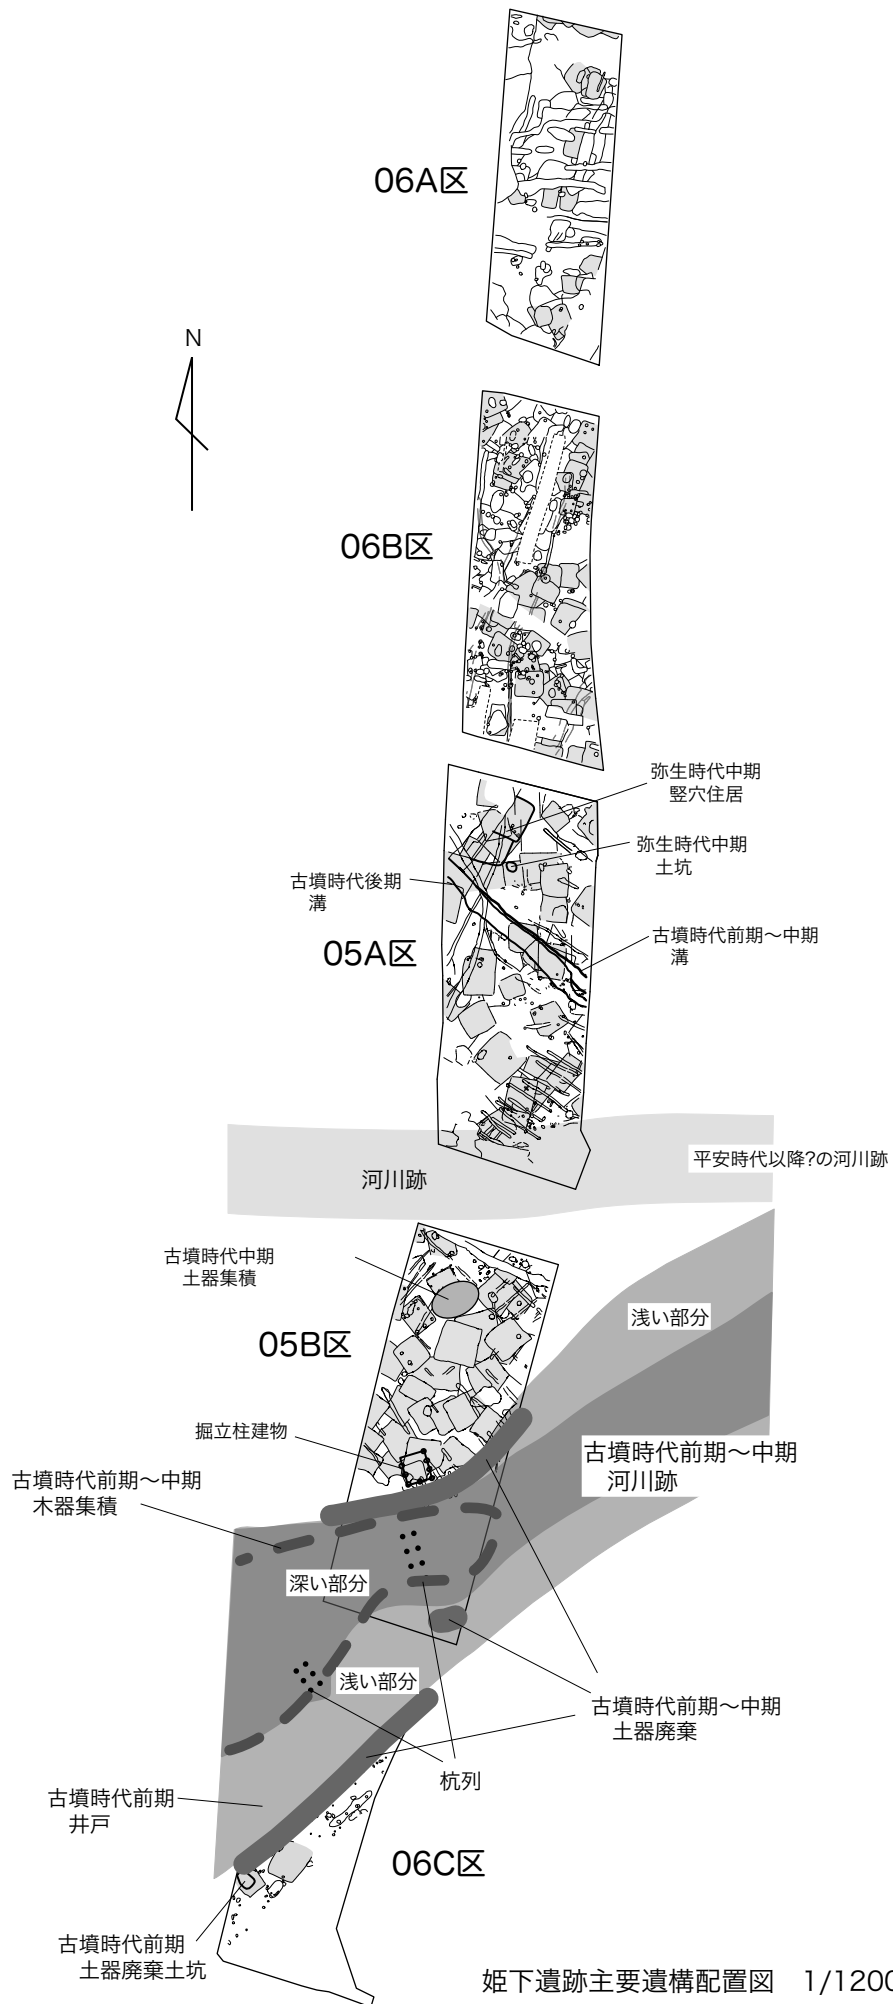 06A区
N
06B区
弥生時代中期
竪穴住居
弥生時代中期
土坑
古墳時代後期
溝
古墳時代前期〜中期
溝
05A区
平安時代以降?の河川跡
河川跡
古墳時代中期
土器集積
浅い部分
05B区
掘立柱建物
古墳時代前期〜中期
河川跡
古墳時代前期〜中期
木器集積
深い部分
浅い部分
古墳時代前期〜中期
土器廃棄
杭列
古墳時代前期
井戸
06C区
古墳時代前期
土器廃棄土坑
姫下遺跡主要遺構配置図 1/1200